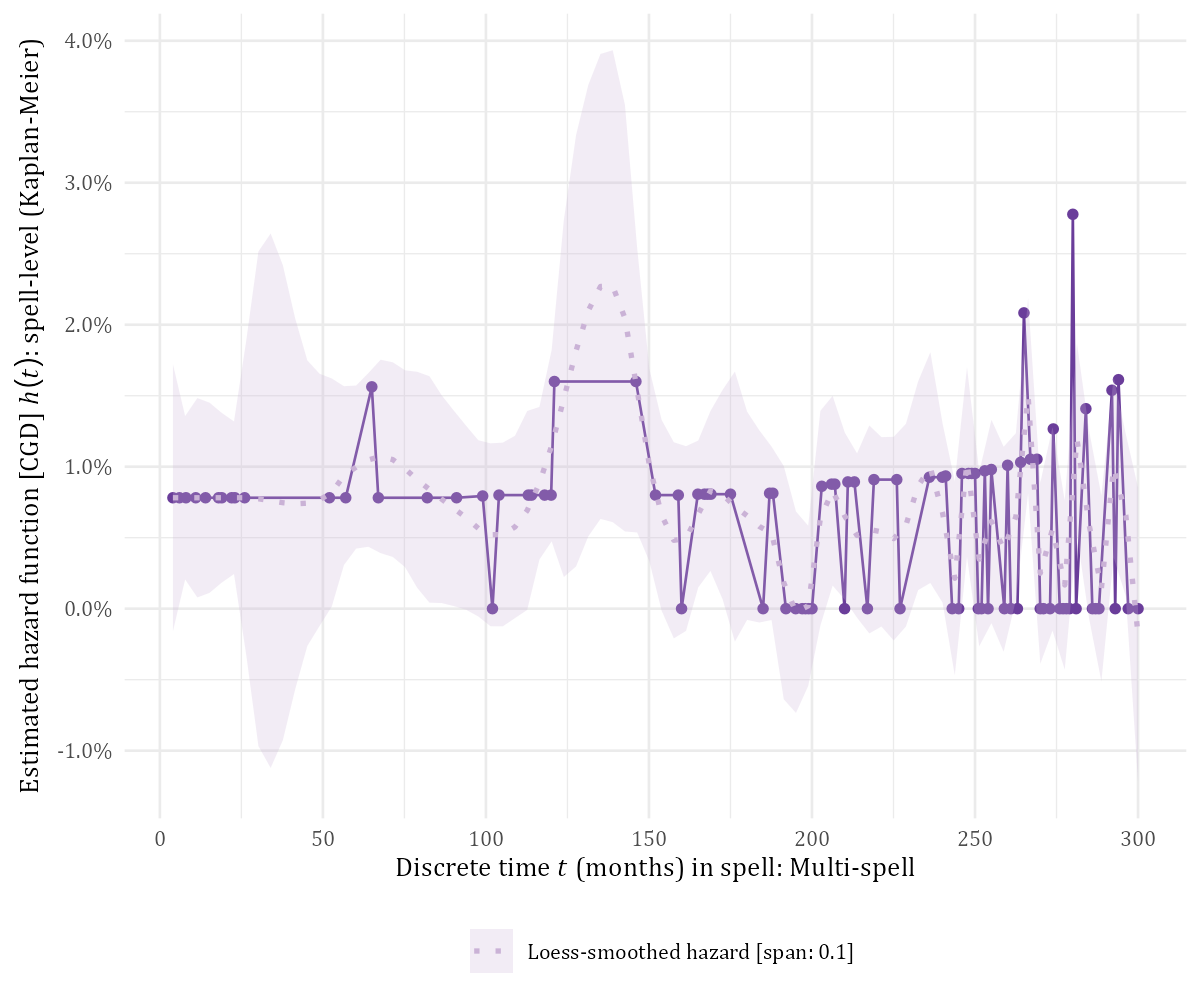 Estimated hazard function [CGD] h(t): spell-level (Kaplan-Meier)
4.0%
3.0%
2.0%
1.0%
0.0%
-1.0%
0 50 100 150 200 250 300
Discrete time t (months) in spell: Multi-spell
Loess-smoothed hazard [span: 0.1]